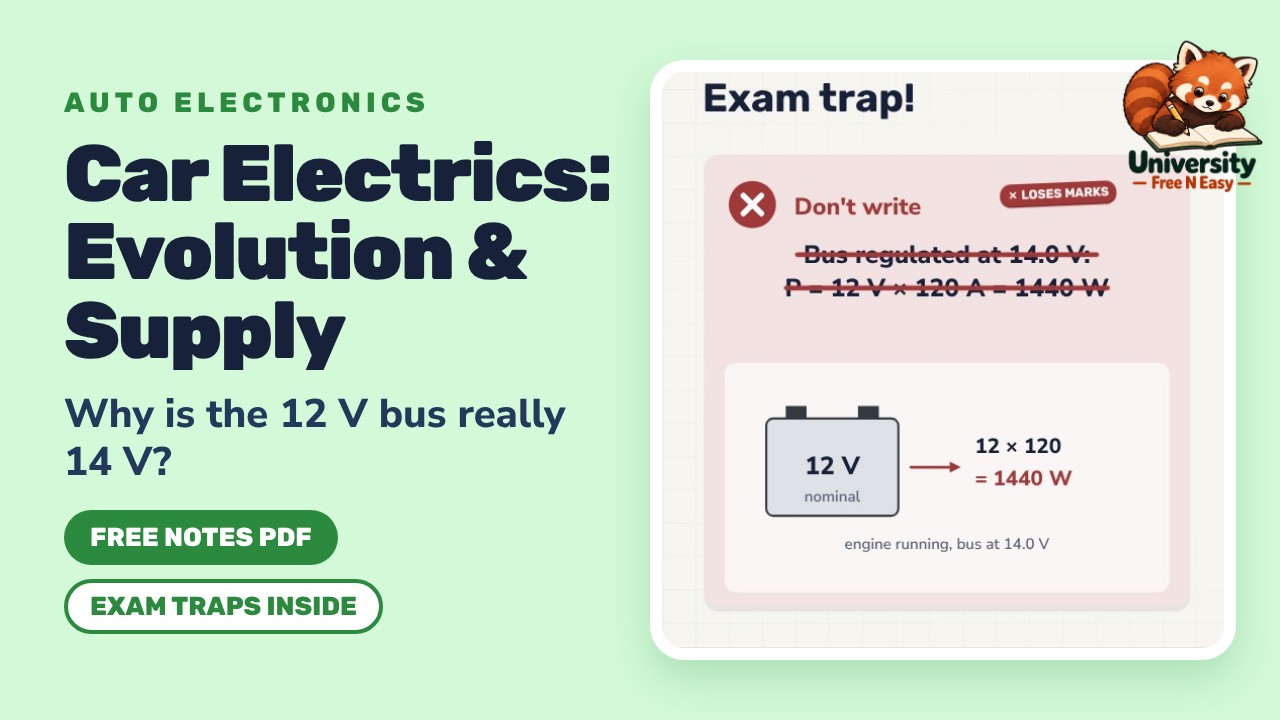 AUTO ELECTRONICS
Car Electrics:
Evolution &
Supply
Why is the 12 V bus really
14 V?
FREE NOTES PDF
EXAM TRAPS INSIDE
Exam trap!
Don't write
× LOSES MARKS
Bus regulated at 14.0 V:
P = 12 V × 120 A = 1440 W
12 V
nominal
12 × 120
= 1440 W
engine running, bus at 14.0 V
University
Free N Easy